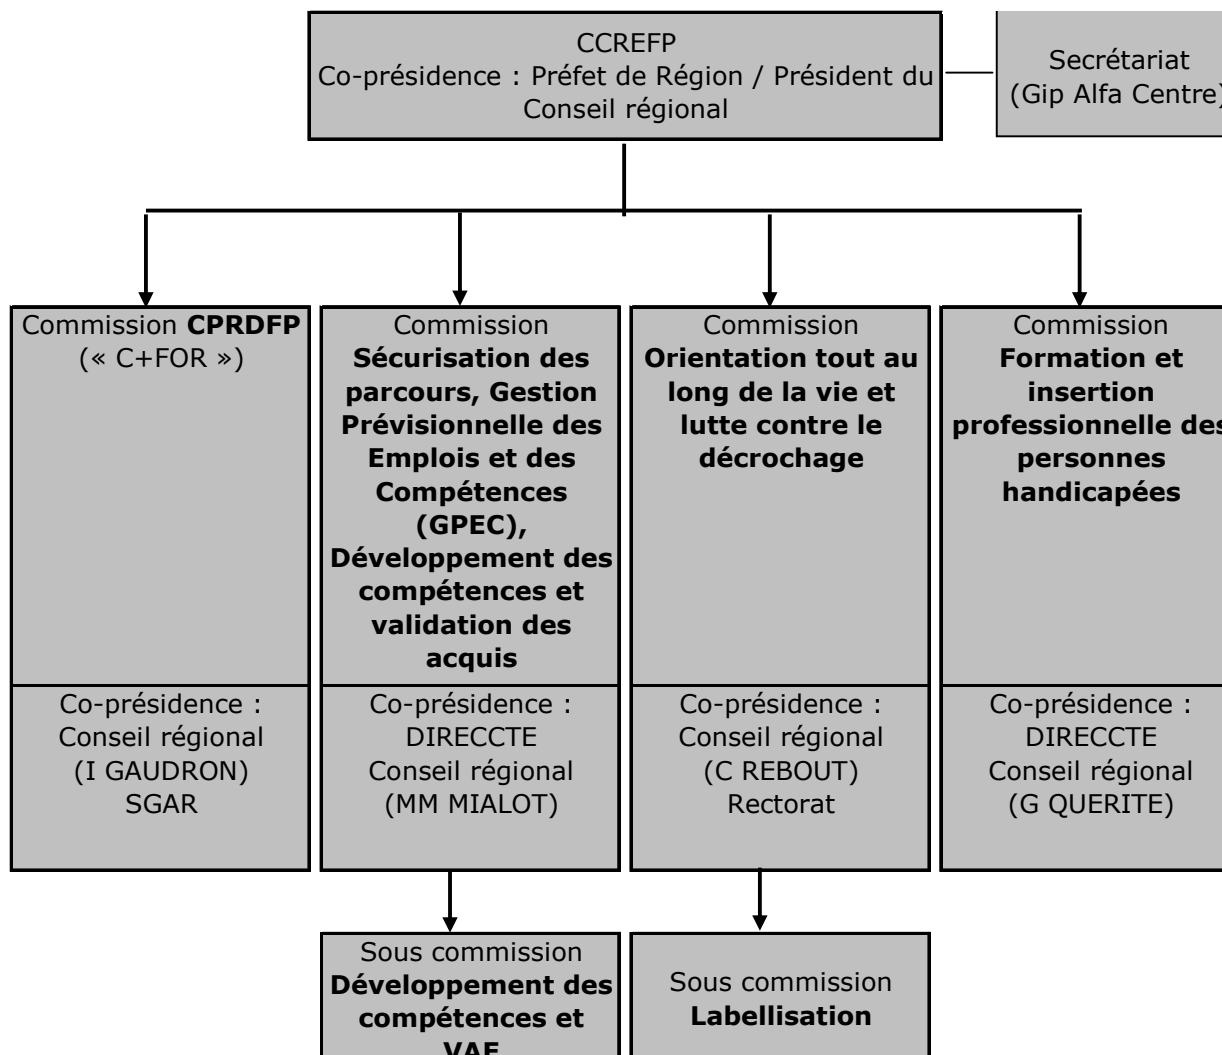 CCREFP
Co-présidence : Préfet de Région / Président du
Conseil régional
Secrétariat
(Gip Alfa Centre)
Commission CPRDFP
(« C+FOR »)
Co-présidence :
Conseil régional
(I GAUDRON)
SGAR
Commission
Sécurisation des
parcours, Gestion
Prévisionnelle des
Emplois et des
Compétences
(GPEC),
Développement des
compétences et
validation des
acquis
Co-présidence :
DIRECCTE
Conseil régional
(MM MIALOT)
Commission
Orientation tout au
long de la vie et
lutte contre le
décrochage
Co-présidence :
Conseil régional
(C REBOUT)
Rectorat
Commission
Formation et
insertion
professionnelle des
personnes
handicapées
Co-présidence :
DIRECCTE
Conseil régional
(G QUERITE)
Sous commission
Développement des
compétences et
VAE
Sous commission
Labellisation